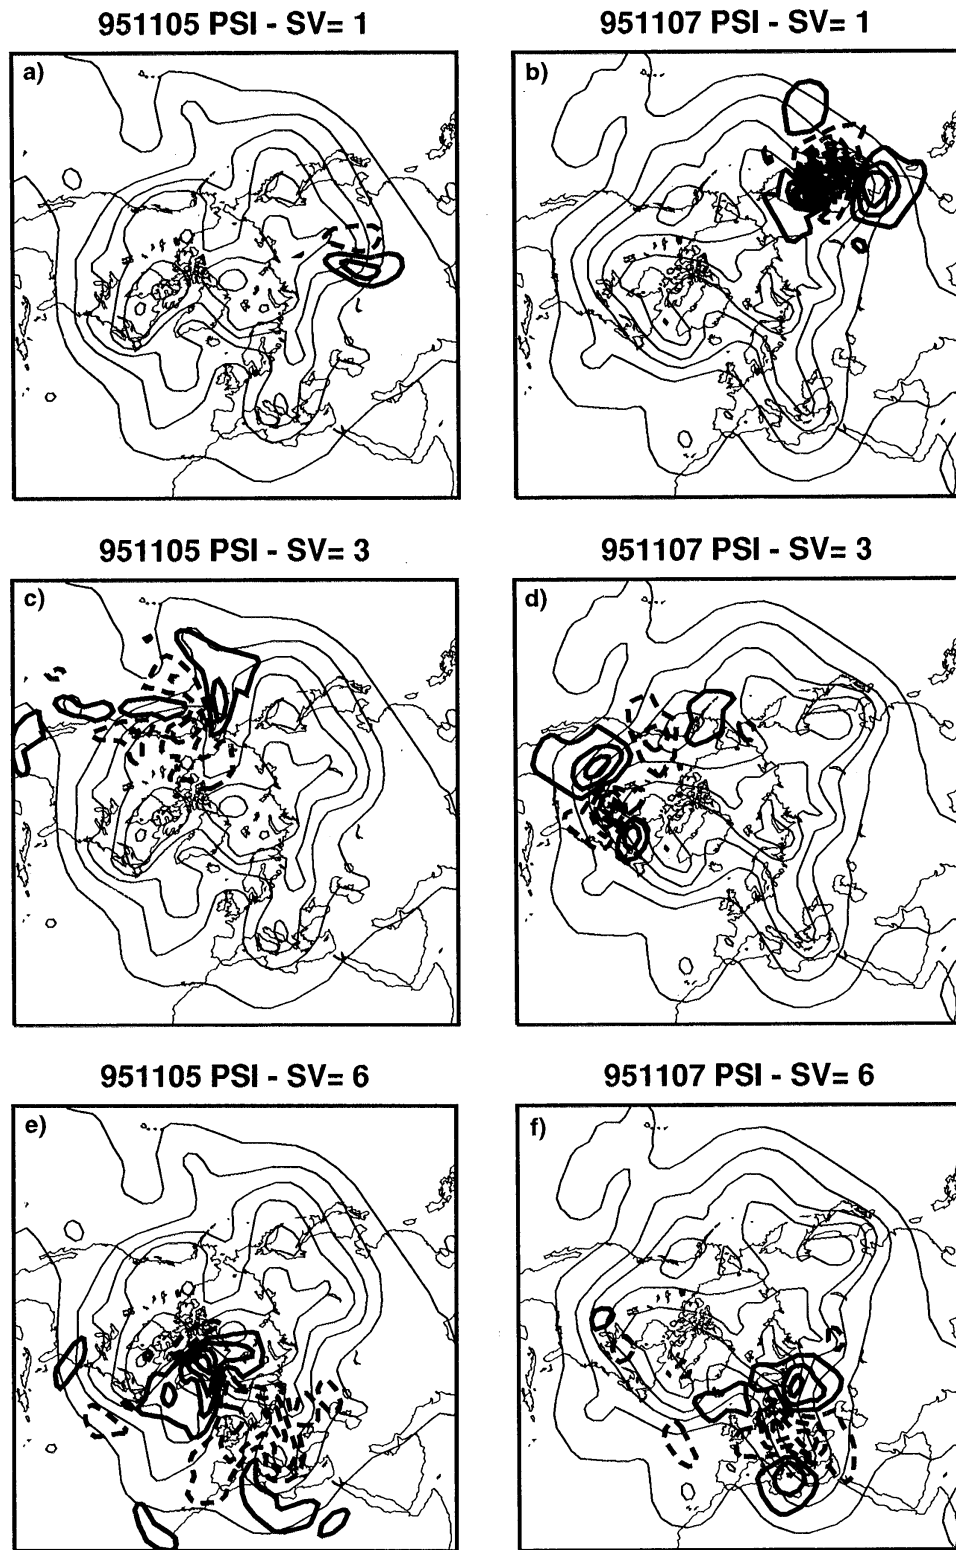 951105 PSI - SV= 1
951107 PSI - SV= 1
a)
b)
951105 PSI - SV= 3
951107 PSI - SV= 3
c)
d)
951105 PSI - SV= 6
951107 PSI - SV= 6
e)
f)